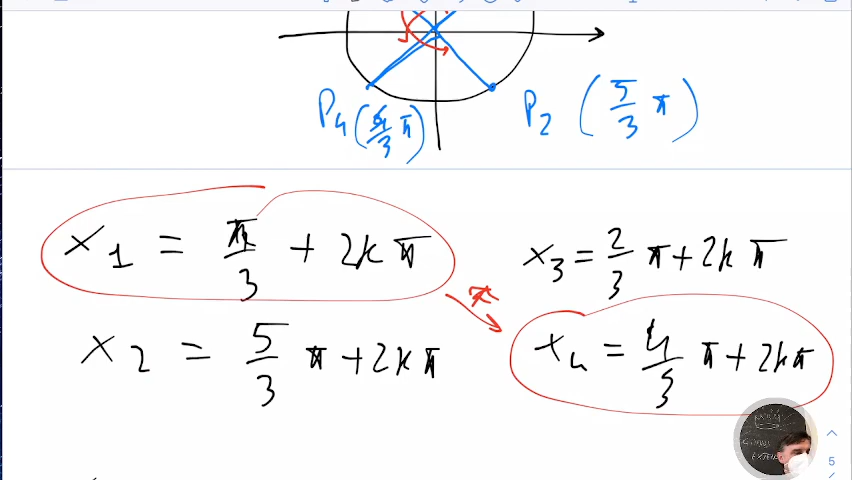 P₄ (4/3 π) P₂ (5/3 π)
x₁ = π/3 + 2kπ
x₃ = 2/3 π + 2kπ
π
x₂ = 5/3 π + 2kπ
x₄ = 4/3 π + 2kπ
5